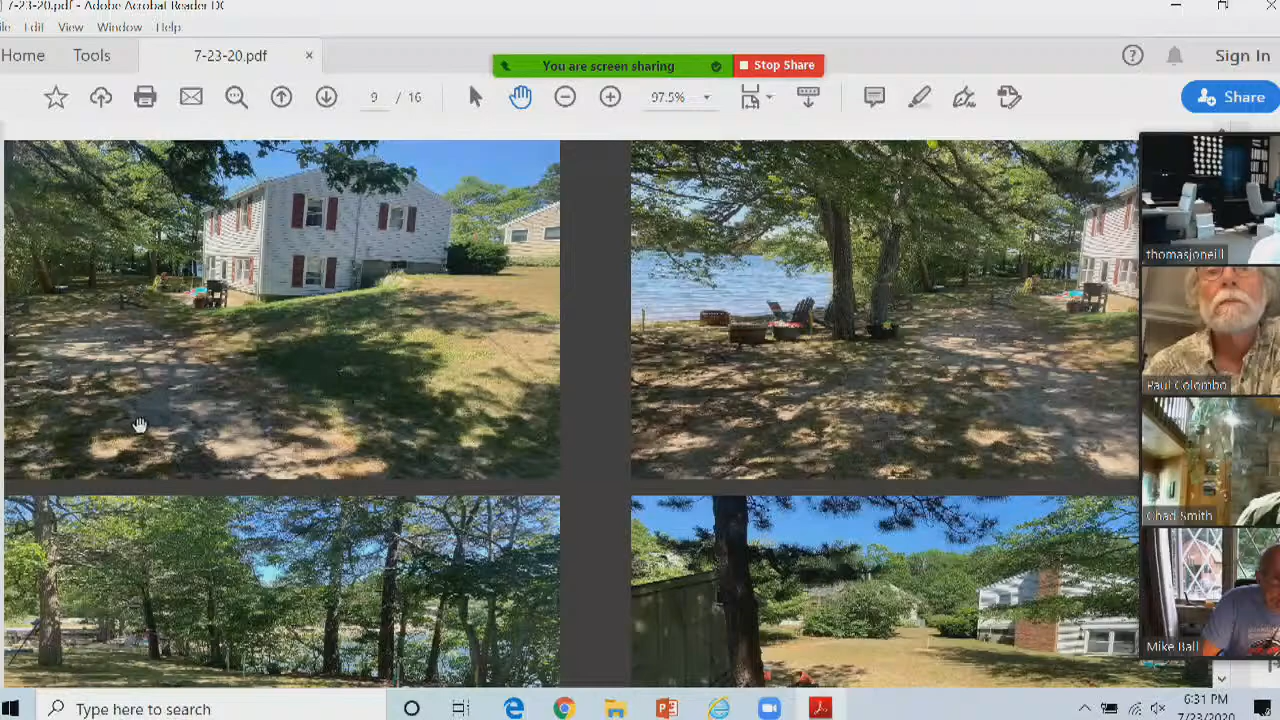 7-23-20.pdf - Adobe Acrobat Reader DC
ile Edit View Window Help
Home Tools 7-23-20.pdf ×
Sign In
You are screen sharing Stop Share
9 / 16 97.5% Share
thomasjoneill
Paul Colombo
Chad Smith
Mike Ball
Type here to search
6:31 PM
7/23/2020